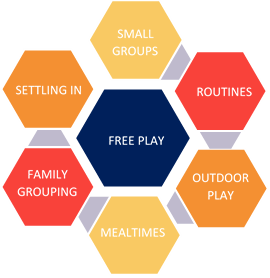 SMALL
GROUPS
SETTLING IN
ROUTINES
FREE PLAY
FAMILY
GROUPING
OUTDOOR
PLAY
MEALTIMES